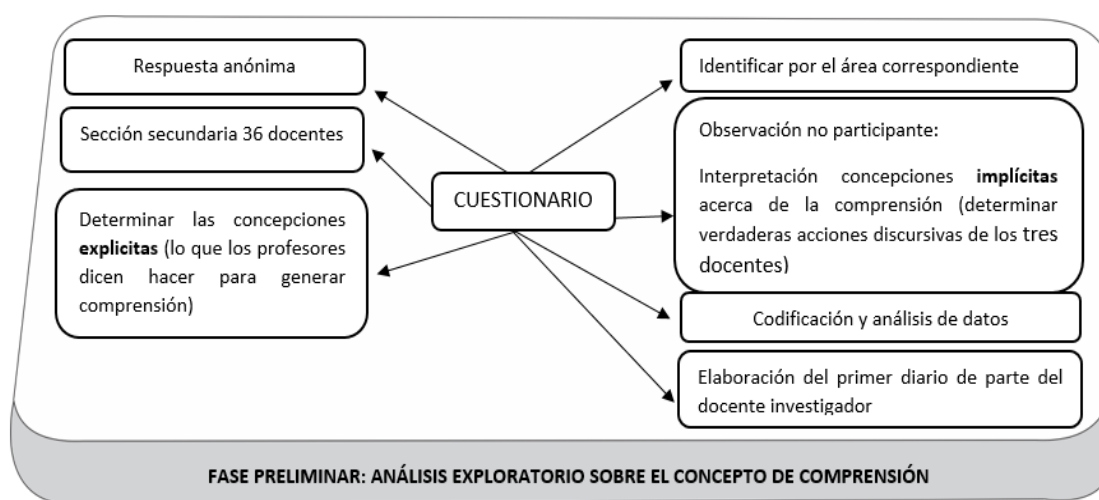 Respuesta anónima
Sección secundaria 36 docentes
Determinar las concepciones
explicitas (lo que los profesores
dicen hacer para generar
comprensión)
CUESTIONARIO
Identificar por el área correspondiente
Observación no participante:
Interpretación concepciones implícitas
acerca de la comprensión (determinar
verdaderas acciones discursivas de los tres
docentes)
Codificación y análisis de datos
Elaboración del primer diario de parte del
docente investigador
FASE PRELIMINAR: ANÁLISIS EXPLORATORIO SOBRE EL CONCEPTO DE COMPRENSIÓN